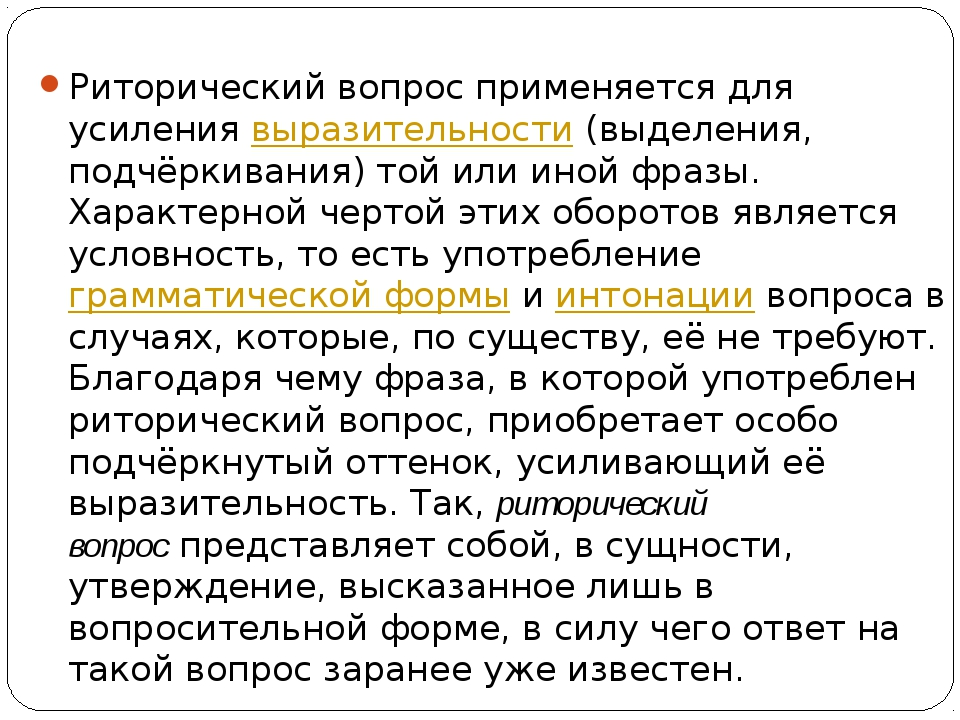 Риторический вопрос применяется для
усиления выразительности (выделения,
подчёркивания) той или иной фразы.
Характерной чертой этих оборотов является
условность, то есть употребление
грамматической формы и интонации вопроса в
случаях, которые, по существу, её не требуют.
Благодаря чему фраза, в которой употреблен
риторический вопрос, приобретает особо
подчёркнутый оттенок, усиливающий её
выразительность. Так, риторический
вопрос представляет собой, в сущности,
утверждение, высказанное лишь в
вопросительной форме, в силу чего ответ на
такой вопрос заранее уже известен.